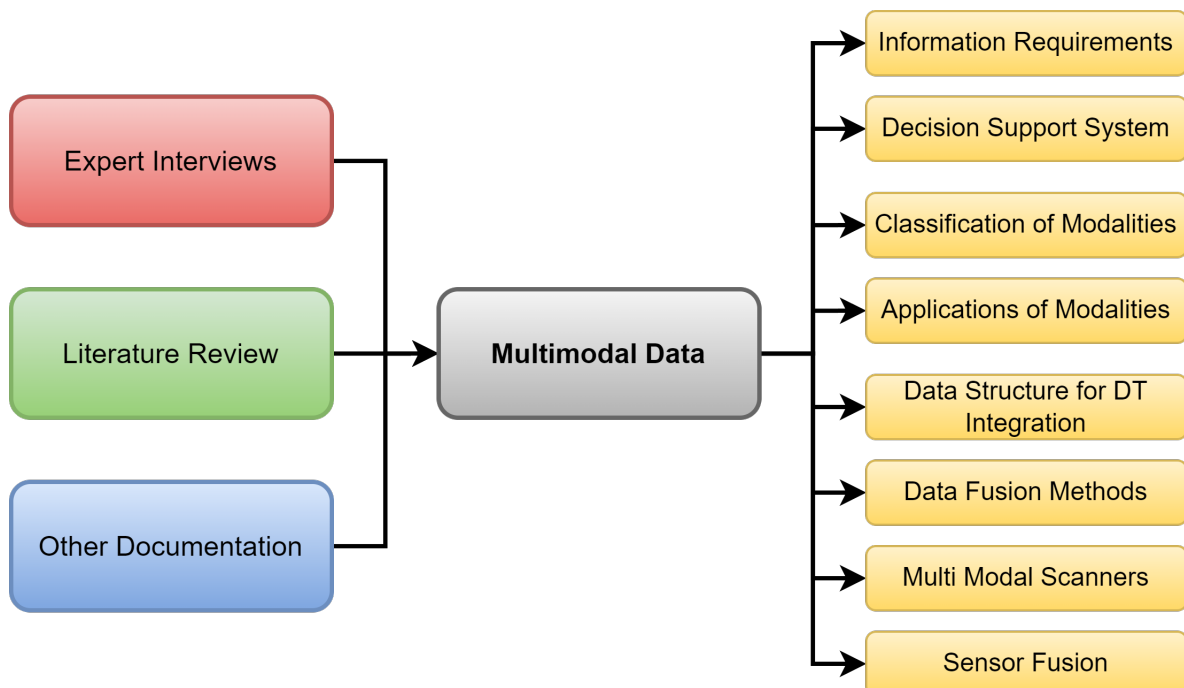 Expert Interviews
Literature Review
Other Documentation
Multimodal Data
Information Requirements
Decision Support System
Classification of Modalities
Applications of Modalities
Data Structure for DT
Integration
Data Fusion Methods
Multi Modal Scanners
Sensor Fusion